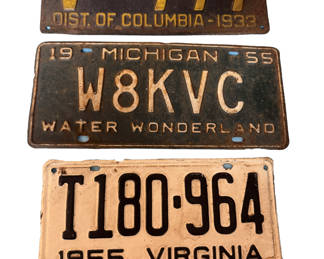 DIST. OF COLUMBIA-1933
19 MICHIGAN 55
W8KVC
WATER WONDERLAND
T180·964
1955 VIRGINIA